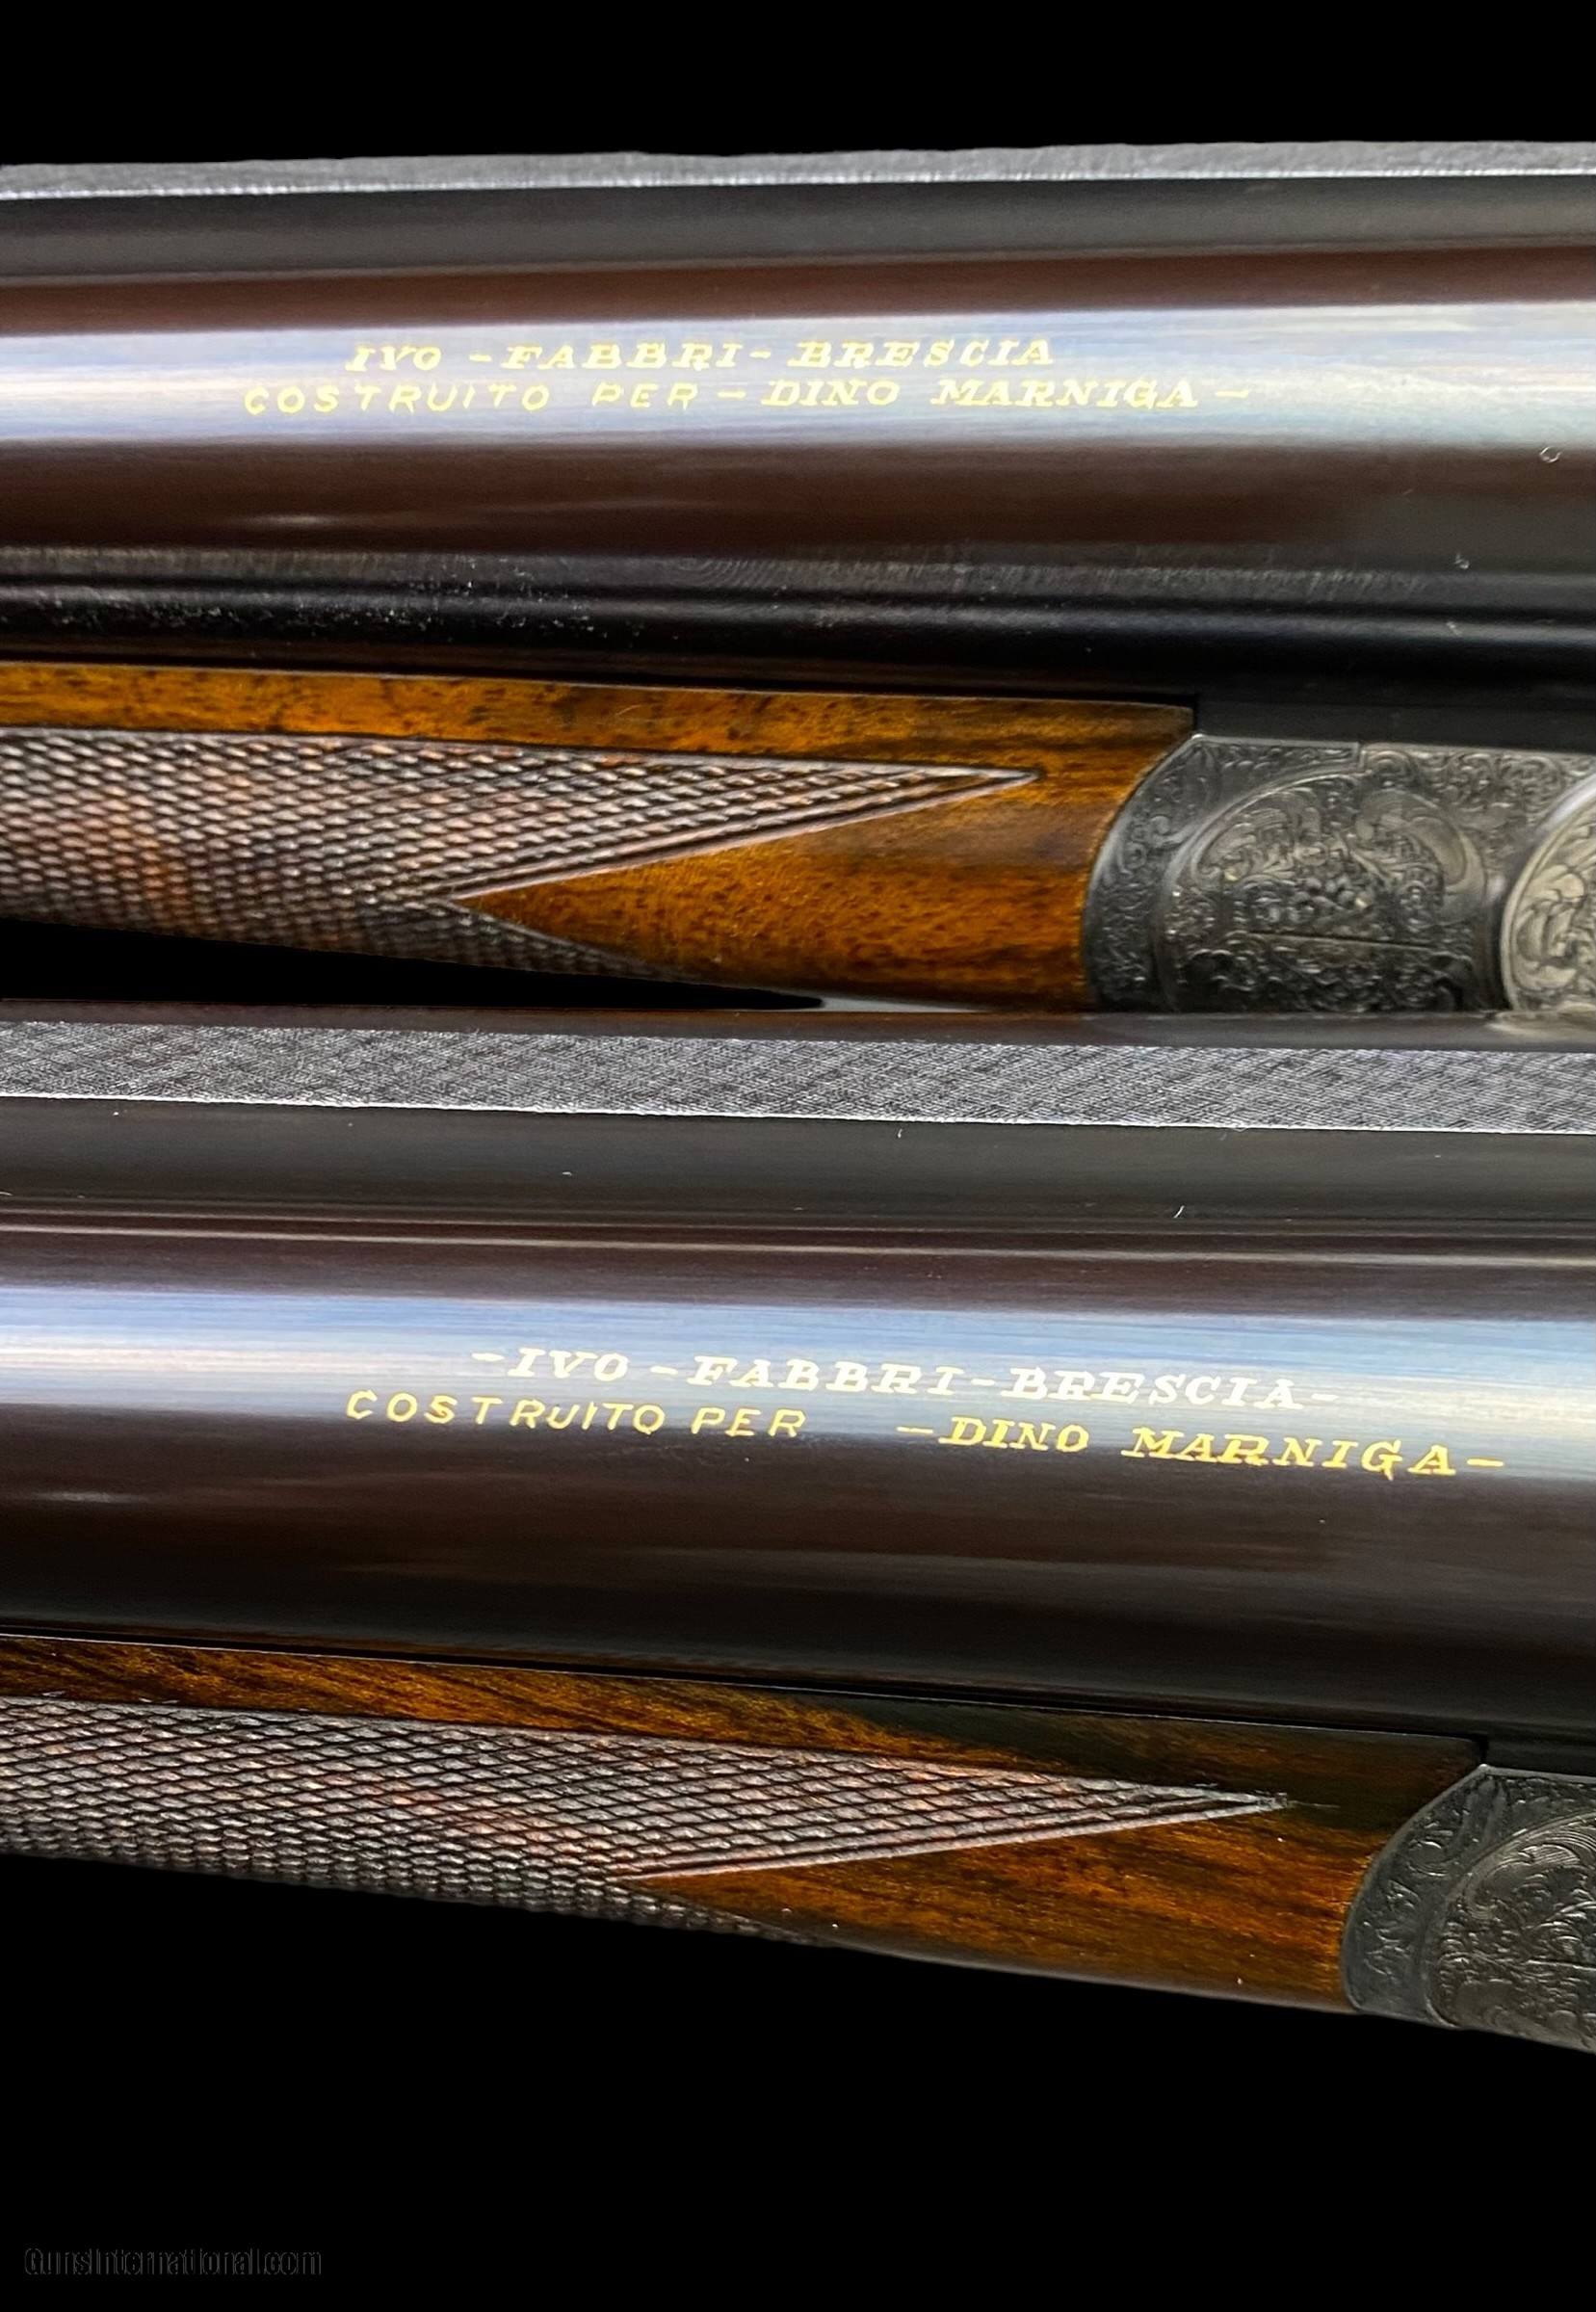 IVO - FABBRI - BRESCIA
COSTRUITO PER - DINO MARNIGA -
- IVO - FABBRI - BRESCIA -
COSTRUITO PER - DINO MARNIGA -
GunsInternational.com